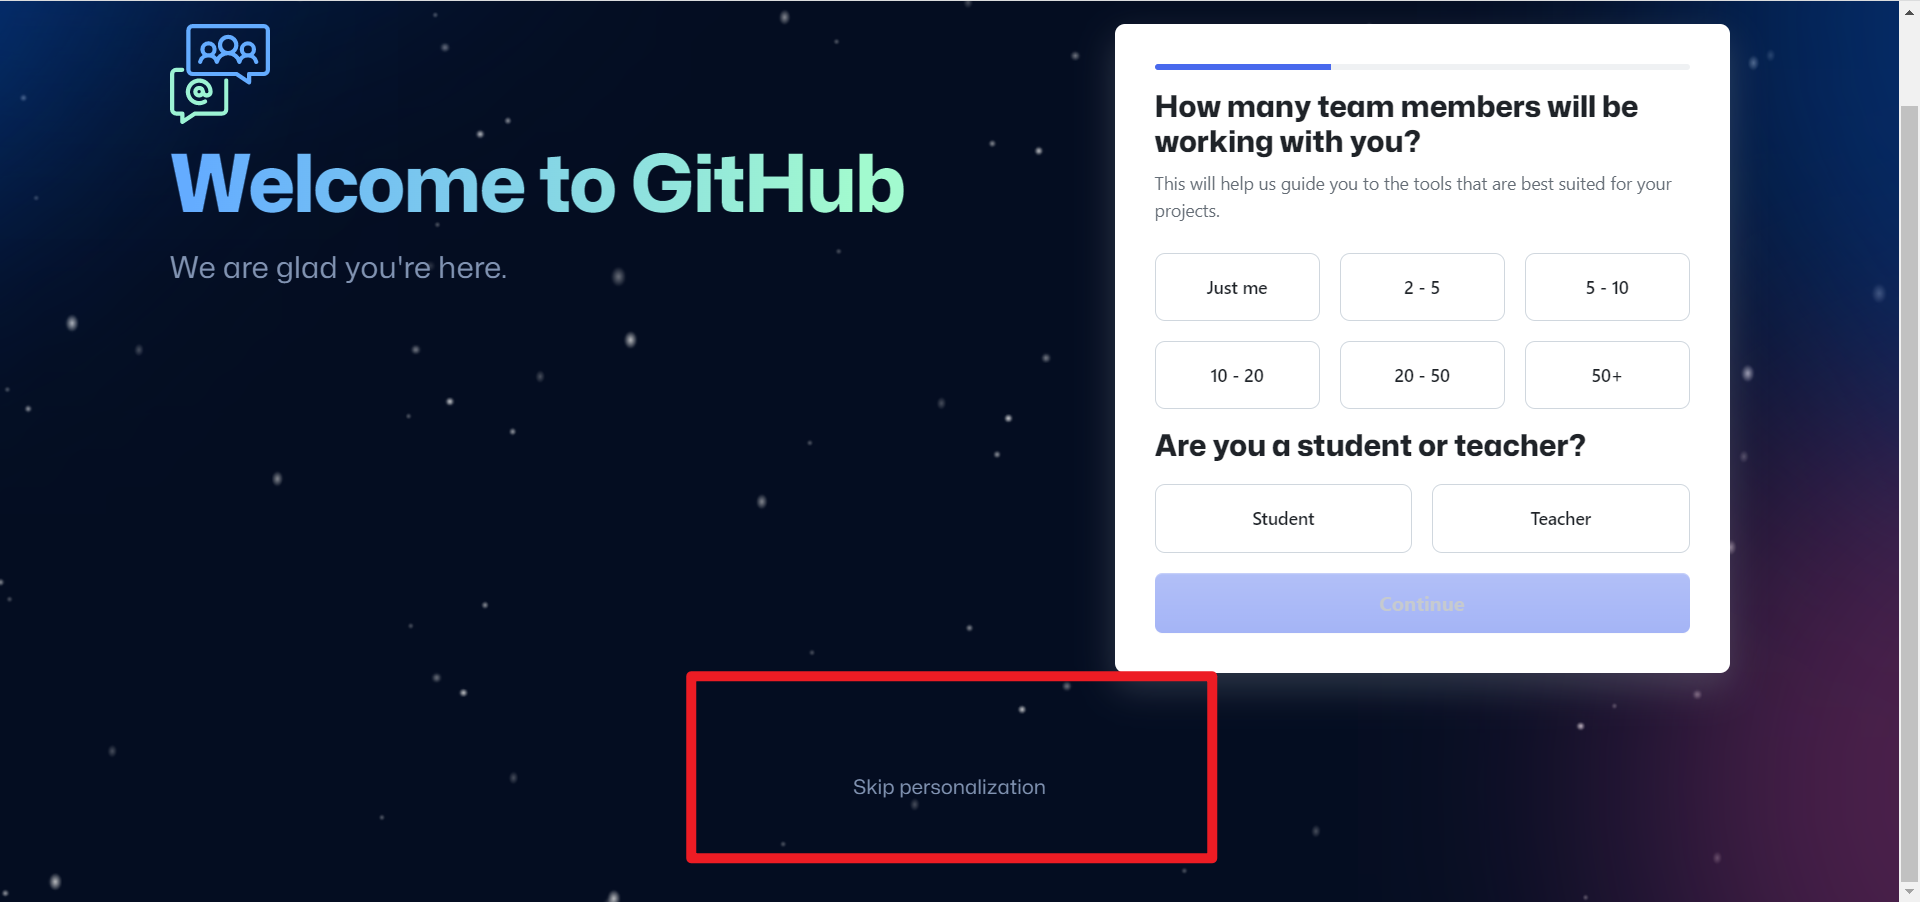 @
Welcome to GitHub
We are glad you're here.
How many team members will be
working with you?
This will help us guide you to the tools that are best suited for your
projects.
Just me
2 - 5
5 - 10
10 - 20
20 - 50
50+
Are you a student or teacher?
Student
Teacher
Continue
Skip personalization